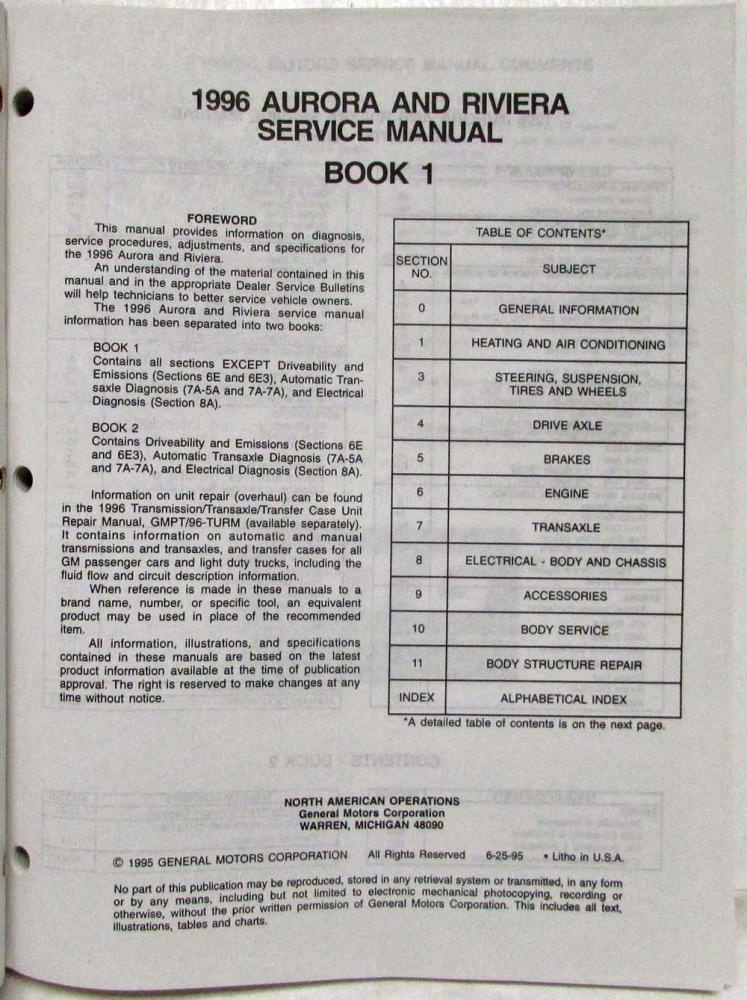 1996 AURORA AND RIVIERA
SERVICE MANUAL
BOOK 1
FOREWORD
This manual provides information on diagnosis,
service procedures, adjustments, and specifications for
the 1996 Aurora and Riviera.
An understanding of the material contained in this
manual and in the appropriate Dealer Service Bulletins
will help technicians to better service vehicle owners.
The 1996 Aurora and Riviera service manual
information has been separated into two books:
BOOK 1
Contains all sections EXCEPT Driveability and
Emissions (Sections 6E and 6E3), Automatic Tran-
saxle Diagnosis (7A-5A and 7A-7A), and Electrical
Diagnosis (Section 8A).
BOOK 2
Contains Driveability and Emissions (Sections 6E
and 6E3), Automatic Transaxle Diagnosis (7A-5A
and 7A-7A), and Electrical Diagnosis (Section 8A).
Information on unit repair (overhaul) can be found
in the 1996 Transmission/Transaxle/Transfer Case Unit
Repair Manual, GMPT/96-TURM (available separately).
It contains information on automatic and manual
transmissions and transaxles, and transfer cases for all
GM passenger cars and light duty trucks, including the
fluid flow and circuit description information.
When reference is made in these manuals to a
brand name, number, or specific tool, an equivalent
product may be used in place of the recommended
item.
All information, illustrations, and specifications
contained in these manuals are based on the latest
product information available at the time of publication
approval. The right is reserved to make changes at any
time without notice.
TABLE OF CONTENTS*
SECTION
NO.
SUBJECT
0 GENERAL INFORMATION
1 HEATING AND AIR CONDITIONING
3 STEERING, SUSPENSION,
TIRES AND WHEELS
4 DRIVE AXLE
5 BRAKES
6 ENGINE
7 TRANSAXLE
8 ELECTRICAL - BODY AND CHASSIS
9 ACCESSORIES
10 BODY SERVICE
11 BODY STRUCTURE REPAIR
INDEX ALPHABETICAL INDEX
*A detailed table of contents is on the next page.
NORTH AMERICAN OPERATIONS
General Motors Corporation
WARREN, MICHIGAN 48090
© 1995 GENERAL MOTORS CORPORATION All Rights Reserved 6-25-95 • Litho in U.S.A.
No part of this publication may be reproduced, stored in any retrieval system or transmitted, in any form
or by any means, including but not limited to electronic mechanical photocopying, recording or
otherwise, without the prior written permission of General Motors Corporation. This includes all text,
illustrations, tables and charts.